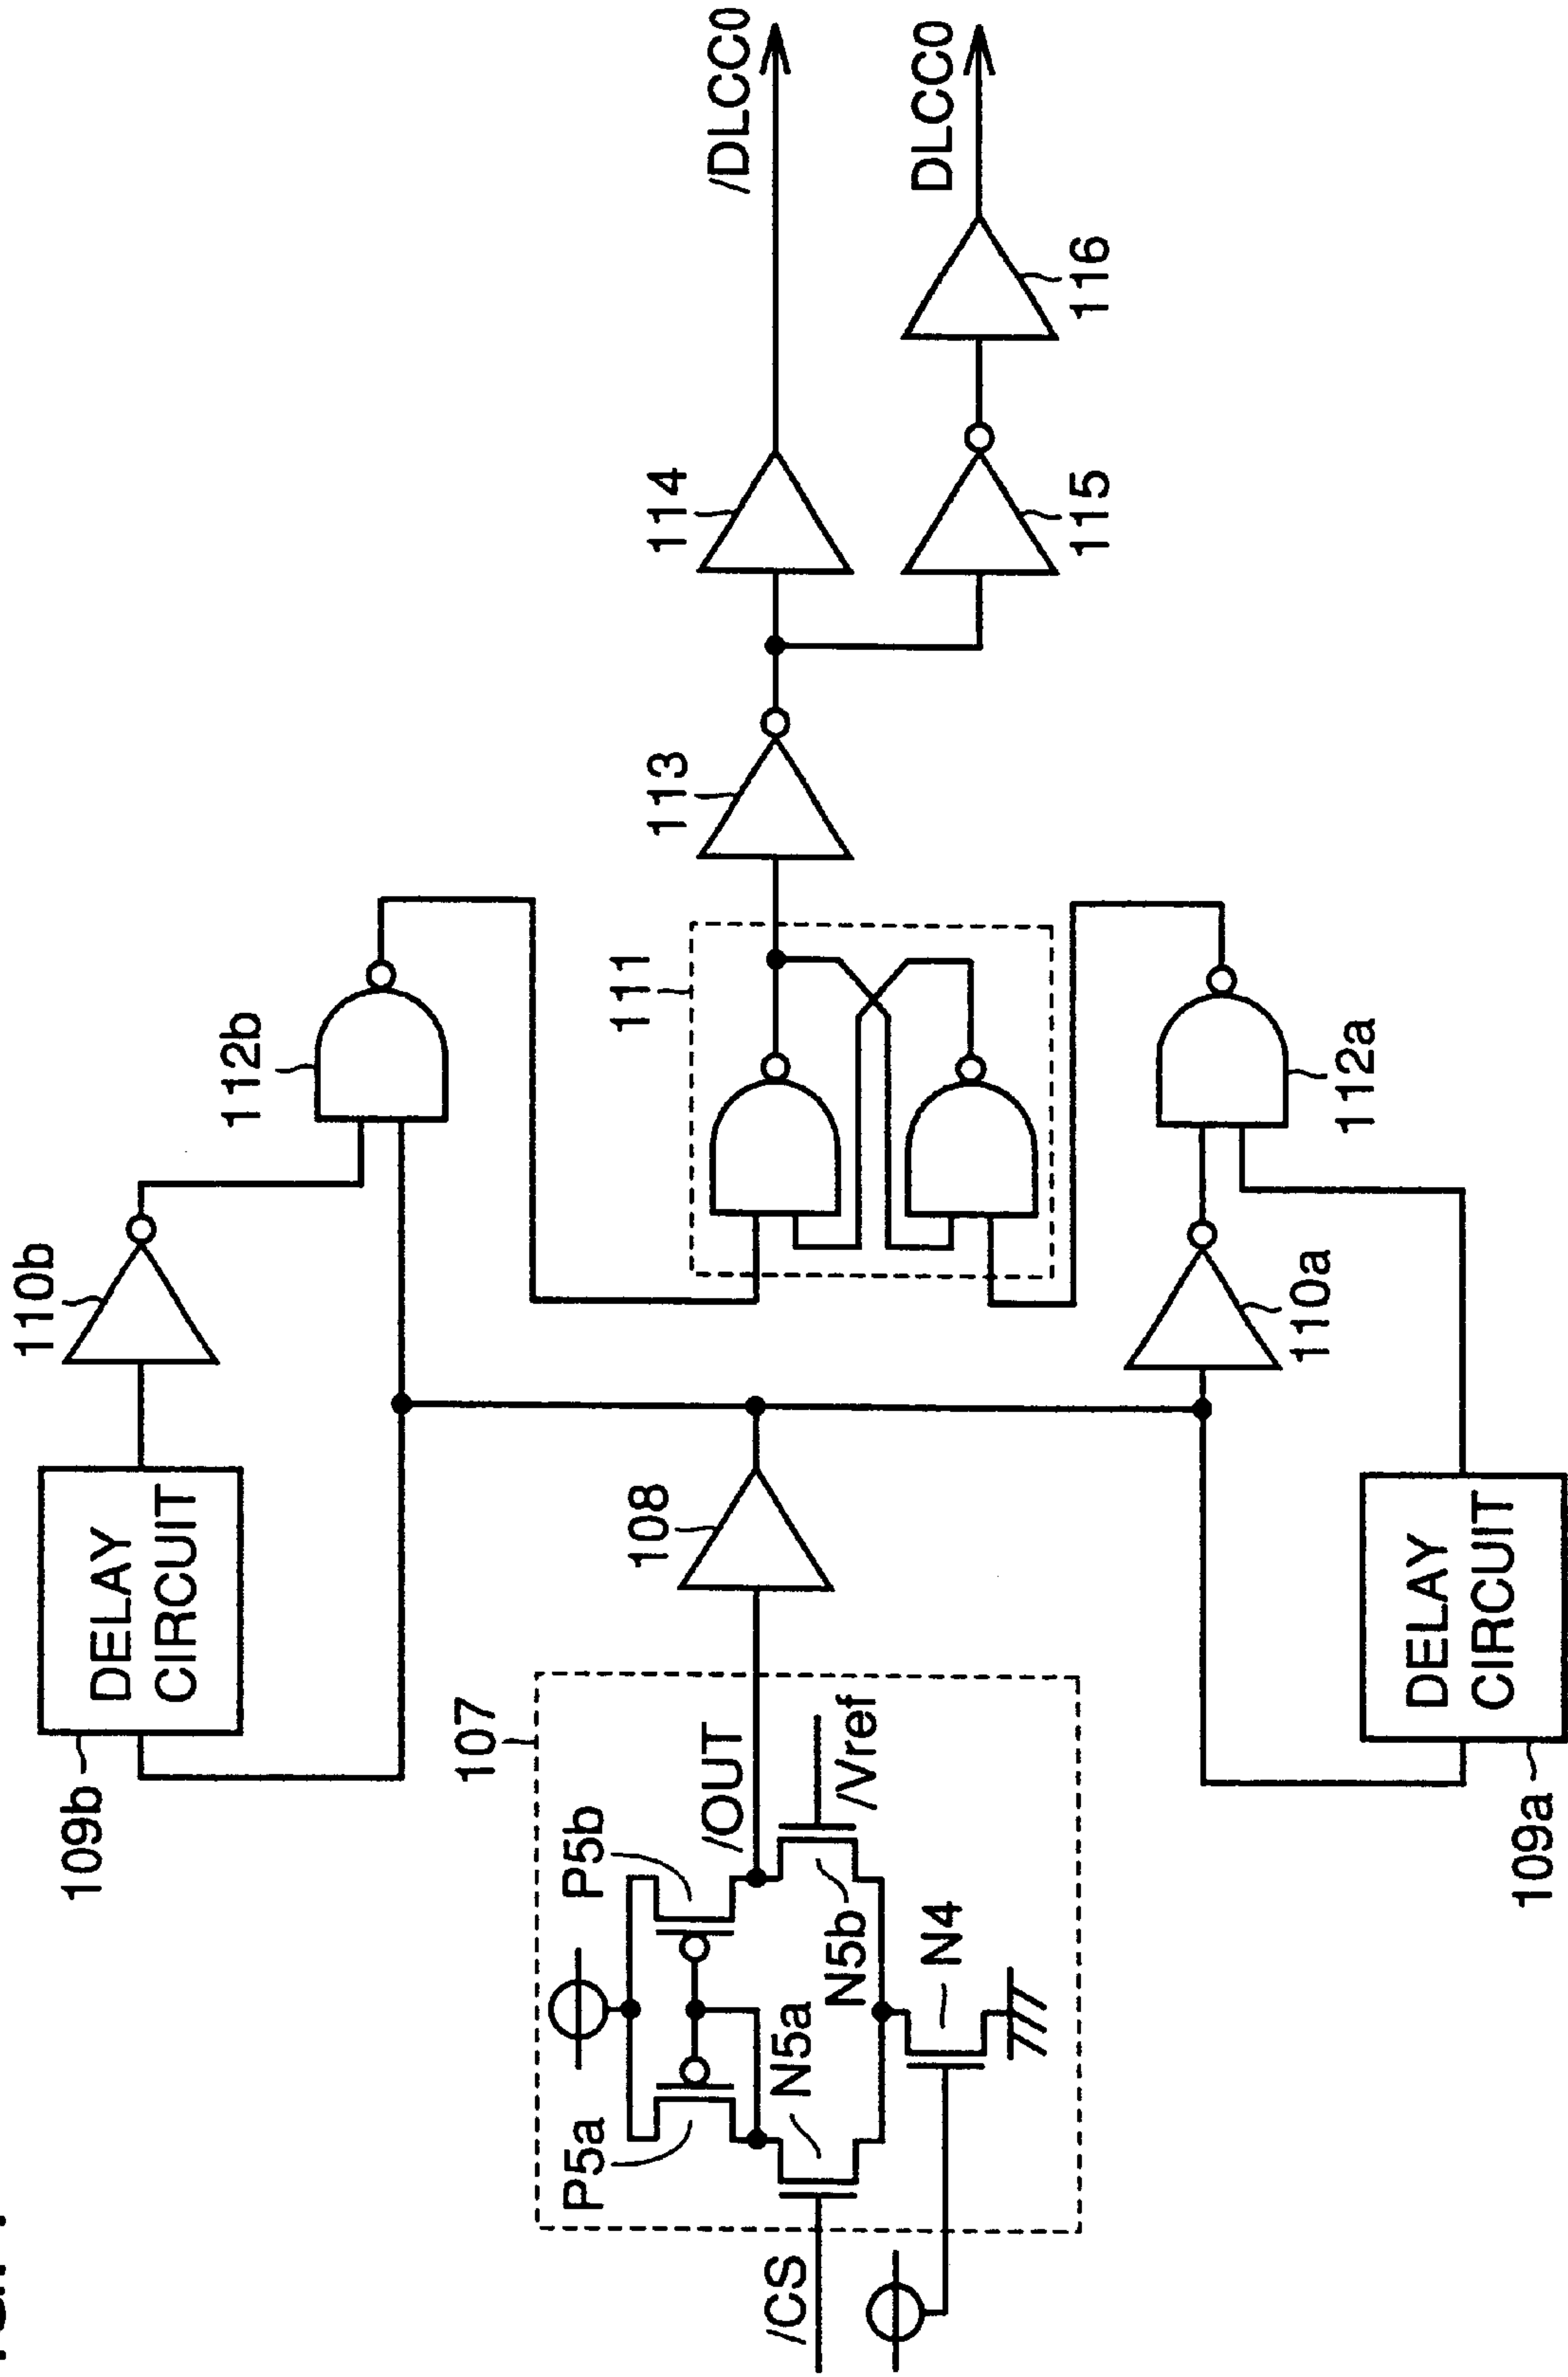 109b
DELAY
CIRCUIT
110b
112b
107
/CS
P5a
P5b
/OUT
N5a
N5b
/Vref
N4
108
111
113
114
/DLCC0
115
116
DLCC0
109a
DELAY
CIRCUIT
110a
112a